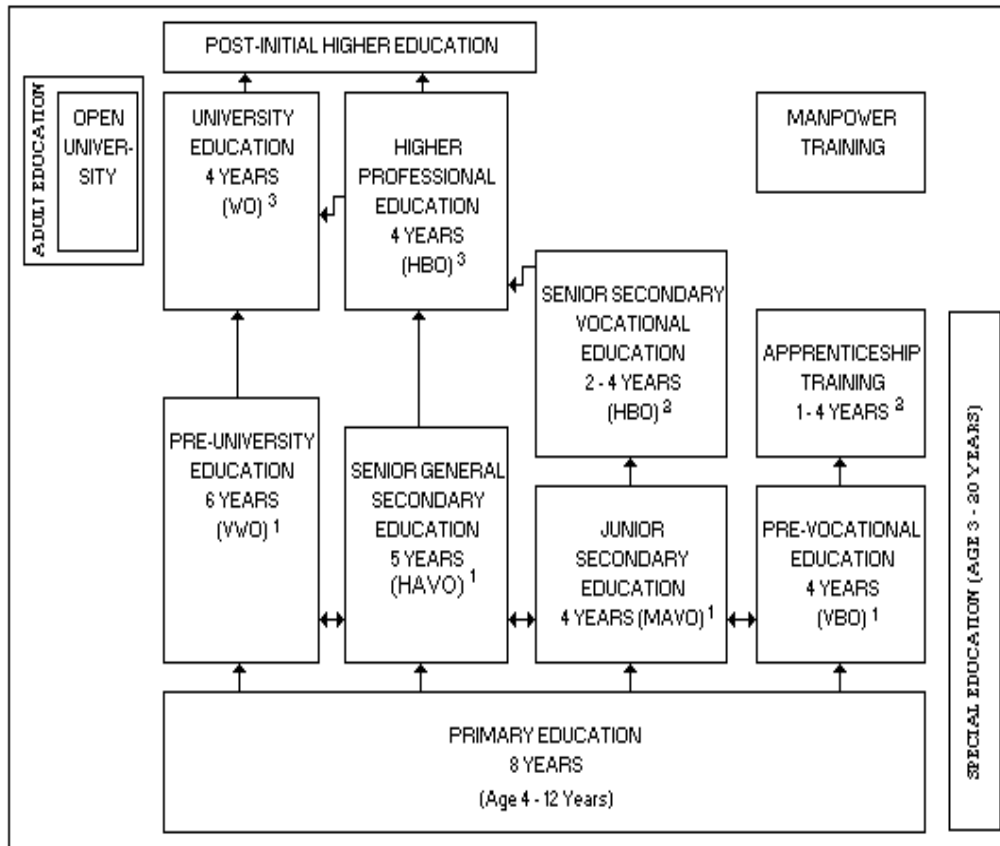 POST-INITIAL HIGHER EDUCATION
ADULT EDUCATION
OPEN
UNIVER-
SITY
UNIVERSITY
EDUCATION
4 YEARS
(WO) 3
HIGHER
PROFESSIONAL
EDUCATION
4 YEARS
(HBO) 3
MANPOWER
TRAINING
SENIOR SECONDARY
VOCATIONAL
EDUCATION
2 - 4 YEARS
(HBO) 2
APPRENTICESHIP
TRAINING
1 - 4 YEARS 2
PRE-UNIVERSITY
EDUCATION
6 YEARS
(VWO) 1
SENIOR GENERAL
SECONDARY
EDUCATION
5 YEARS
(HAVO) 1
JUNIOR
SECONDARY
EDUCATION
4 YEARS (MAVO) 1
PRE-VOCATIONAL
EDUCATION
4 YEARS
(VBO) 1
PRIMARY EDUCATION
8 YEARS
(Age 4 - 12 Years)
SPECIAL EDUCATION (AGE 3 - 20 YEARS)